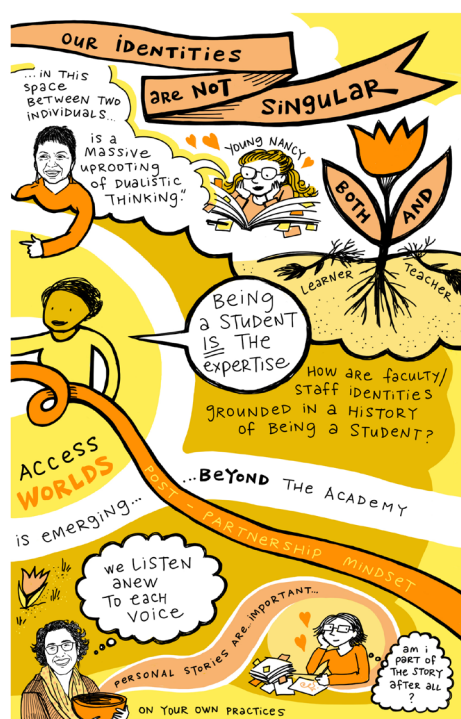 OUR IDENTITIES
ARE NOT
SINGULAR
...IN THIS
SPACE
BETWEEN TWO
INDIVIDUALS...
IS A
MASSIVE
UPROOTING
OF DUALISTIC
THINKING."
YOUNG NANCY
BOTH
AND
LEARNER
TEACHER
BEING
A STUDENT
IS THE
EXPERTISE
HOW ARE FACULTY/
STAFF IDENTITIES
GROUNDED IN A HISTORY
OF BEING A STUDENT?
ACCESS
WORLDS
...BEYOND THE ACADEMY
IS EMERGING...
POST - PARTNERSHIP MINDSET
WE LISTEN
ANEW
TO EACH
VOICE
PERSONAL STORIES ARE...IMPORTANT...
AM I
PART OF
THE STORY
AFTER ALL
?
ON YOUR OWN PRACTICES